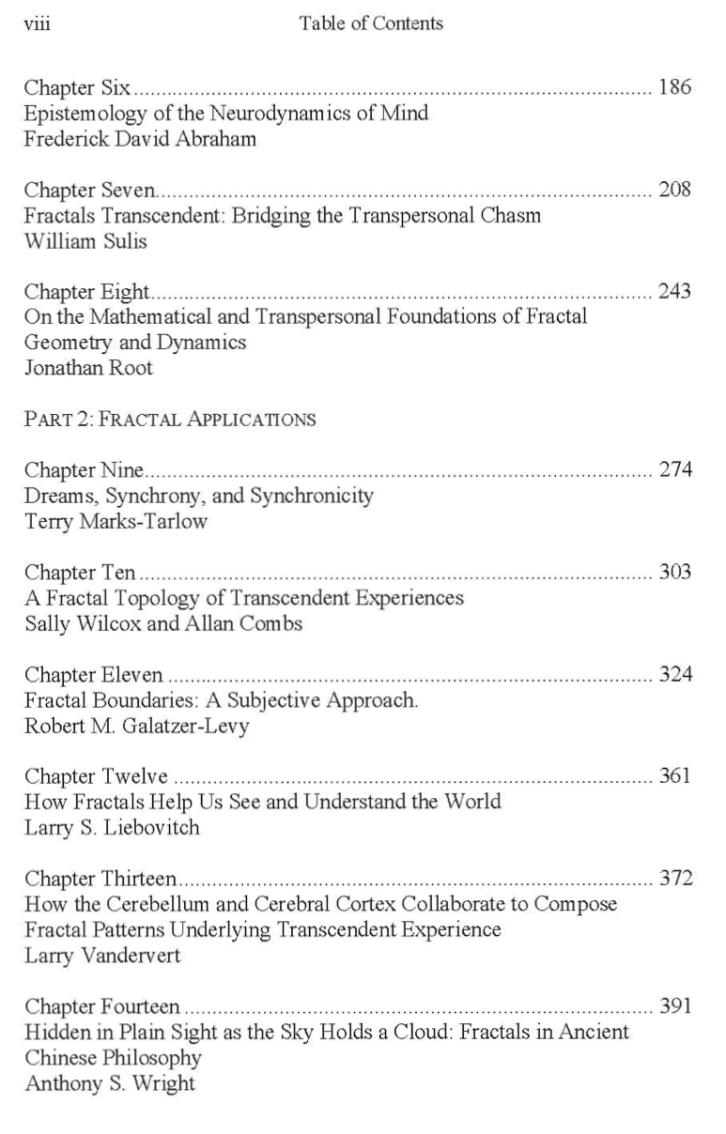 viii Table of Contents
Chapter Six ........................................................................................... 186
Epistemology of the Neurodynamics of Mind
Frederick David Abraham
Chapter Seven....................................................................................... 208
Fractals Transcendent: Bridging the Transpersonal Chasm
William Sulis
Chapter Eight........................................................................................ 243
On the Mathematical and Transpersonal Foundations of Fractal
Geometry and Dynamics
Jonathan Root
PART 2: FRACTAL APPLICATIONS
Chapter Nine......................................................................................... 274
Dreams, Synchrony, and Synchronicity
Terry Marks-Tarlow
Chapter Ten .......................................................................................... 303
A Fractal Topology of Transcendent Experiences
Sally Wilcox and Allan Combs
Chapter Eleven ..................................................................................... 324
Fractal Boundaries: A Subjective Approach.
Robert M. Galatzer-Levy
Chapter Twelve .................................................................................... 361
How Fractals Help Us See and Understand the World
Larry S. Liebovitch
Chapter Thirteen................................................................................... 372
How the Cerebellum and Cerebral Cortex Collaborate to Compose
Fractal Patterns Underlying Transcendent Experience
Larry Vandervert
Chapter Fourteen .................................................................................. 391
Hidden in Plain Sight as the Sky Holds a Cloud: Fractals in Ancient
Chinese Philosophy
Anthony S. Wright